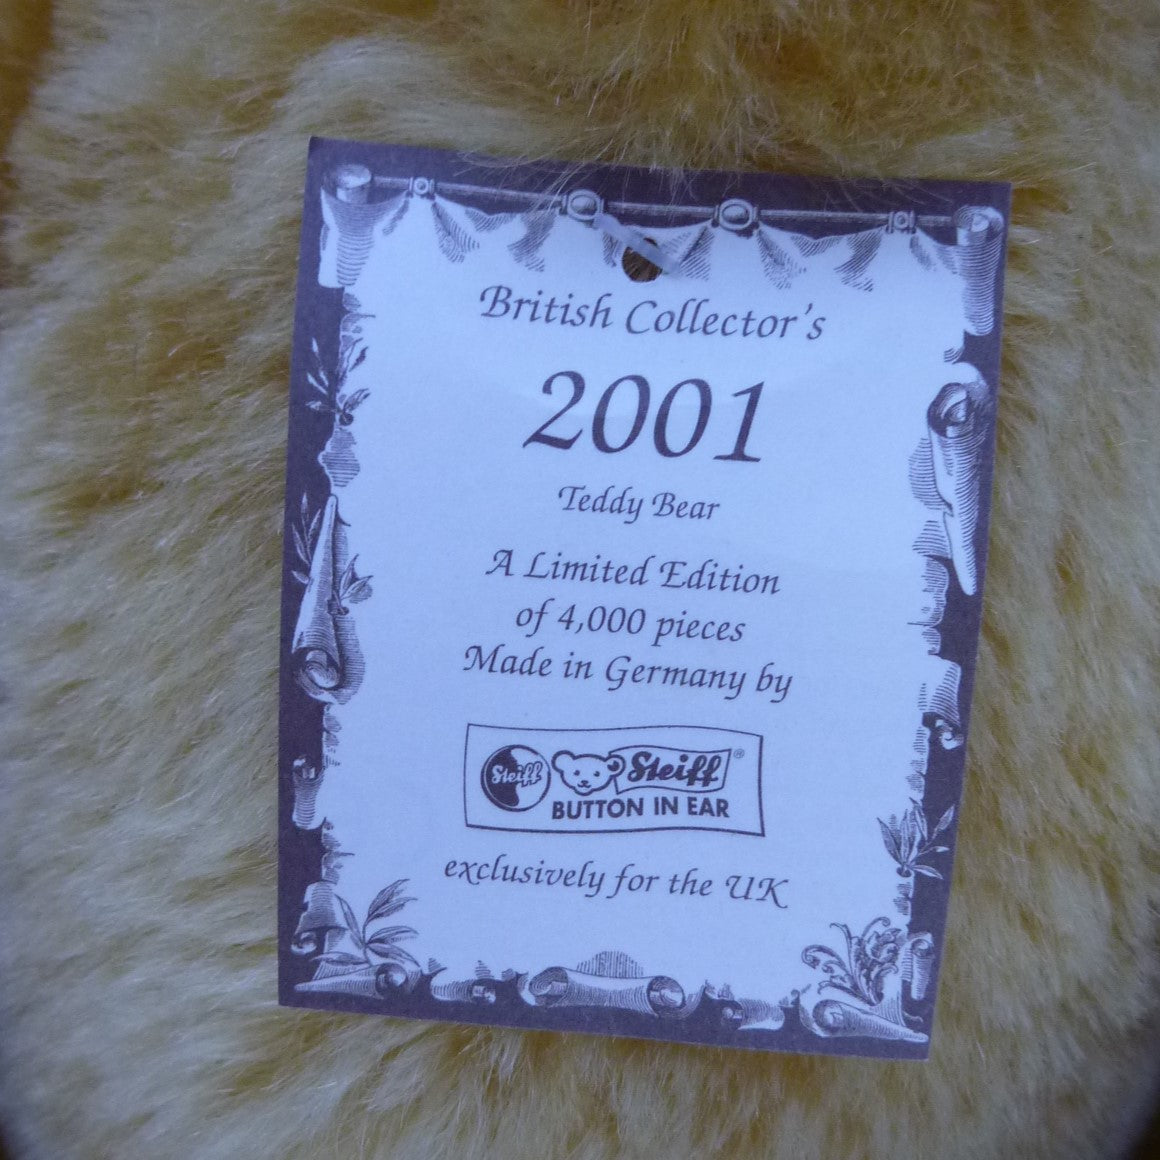 British Collector's
2001
Teddy Bear
A Limited Edition
of 4,000 pieces
Made in Germany by
Steiff Steiff ®
BUTTON IN EAR
exclusively for the UK